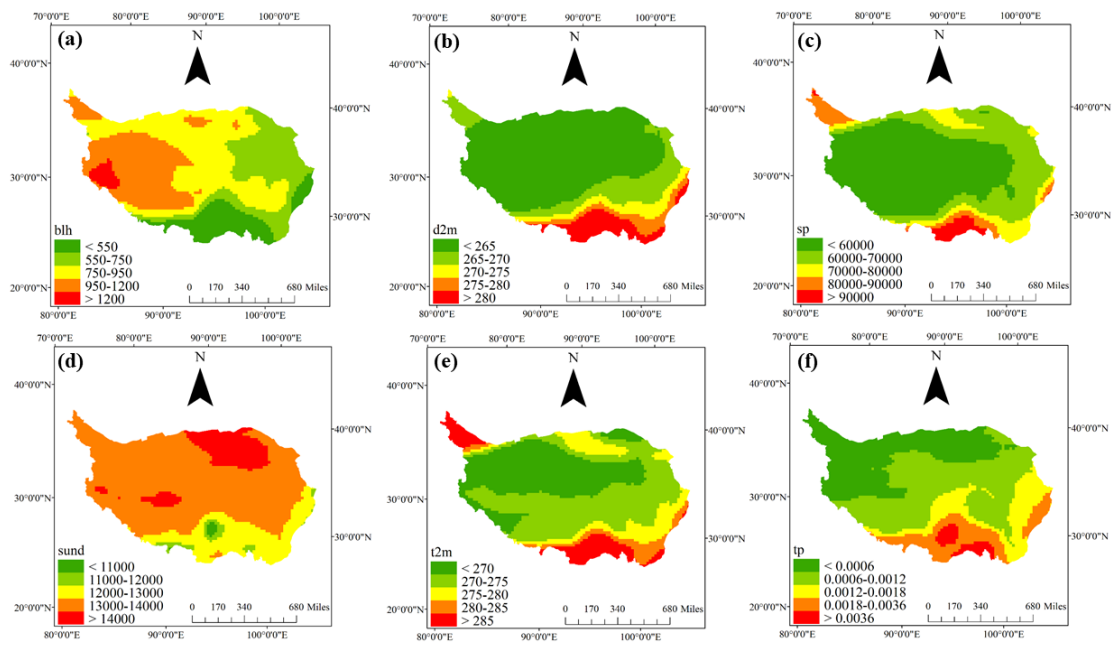 70°0'0"E 80°0'0"E 90°0'0"E 100°0'0"E
(a)
N
40°0'0"N
40°0'0"N
30°0'0"N
30°0'0"N
20°0'0"N
blh
< 550
550-750
750-950
950-1200
> 1200
0 170 340 680 Miles
80°0'0"E 90°0'0"E 100°0'0"E
70°0'0"E 80°0'0"E 90°0'0"E 100°0'0"E
(b)
N
40°0'0"N
40°0'0"N
30°0'0"N
30°0'0"N
20°0'0"N
d2m
< 265
265-270
270-275
275-280
> 280
0 170 340 680 Miles
80°0'0"E 90°0'0"E 100°0'0"E
70°0'0"E 80°0'0"E 90°0'0"E 100°0'0"E
(c)
N
40°0'0"N
40°0'0"N
30°0'0"N
30°0'0"N
20°0'0"N
sp
< 60000
60000-70000
70000-80000
80000-90000
> 90000
0 170 340 680 Miles
80°0'0"E 90°0'0"E 100°0'0"E
70°0'0"E 80°0'0"E 90°0'0"E 100°0'0"E
(d)
N
40°0'0"N
40°0'0"N
30°0'0"N
30°0'0"N
20°0'0"N
sund
< 11000
11000-12000
12000-13000
13000-14000
> 14000
0 170 340 680 Miles
80°0'0"E 90°0'0"E 100°0'0"E
70°0'0"E 80°0'0"E 90°0'0"E 100°0'0"E
(e)
N
40°0'0"N
40°0'0"N
30°0'0"N
30°0'0"N
20°0'0"N
t2m
< 270
270-275
275-280
280-285
> 285
0 170 340 680 Miles
80°0'0"E 90°0'0"E 100°0'0"E
70°0'0"E 80°0'0"E 90°0'0"E 100°0'0"E
(f)
N
40°0'0"N
40°0'0"N
30°0'0"N
30°0'0"N
20°0'0"N
tp
< 0.0006
0.0006-0.0012
0.0012-0.0018
0.0018-0.0036
> 0.0036
0 170 340 680 Miles
80°0'0"E 90°0'0"E 100°0'0"E